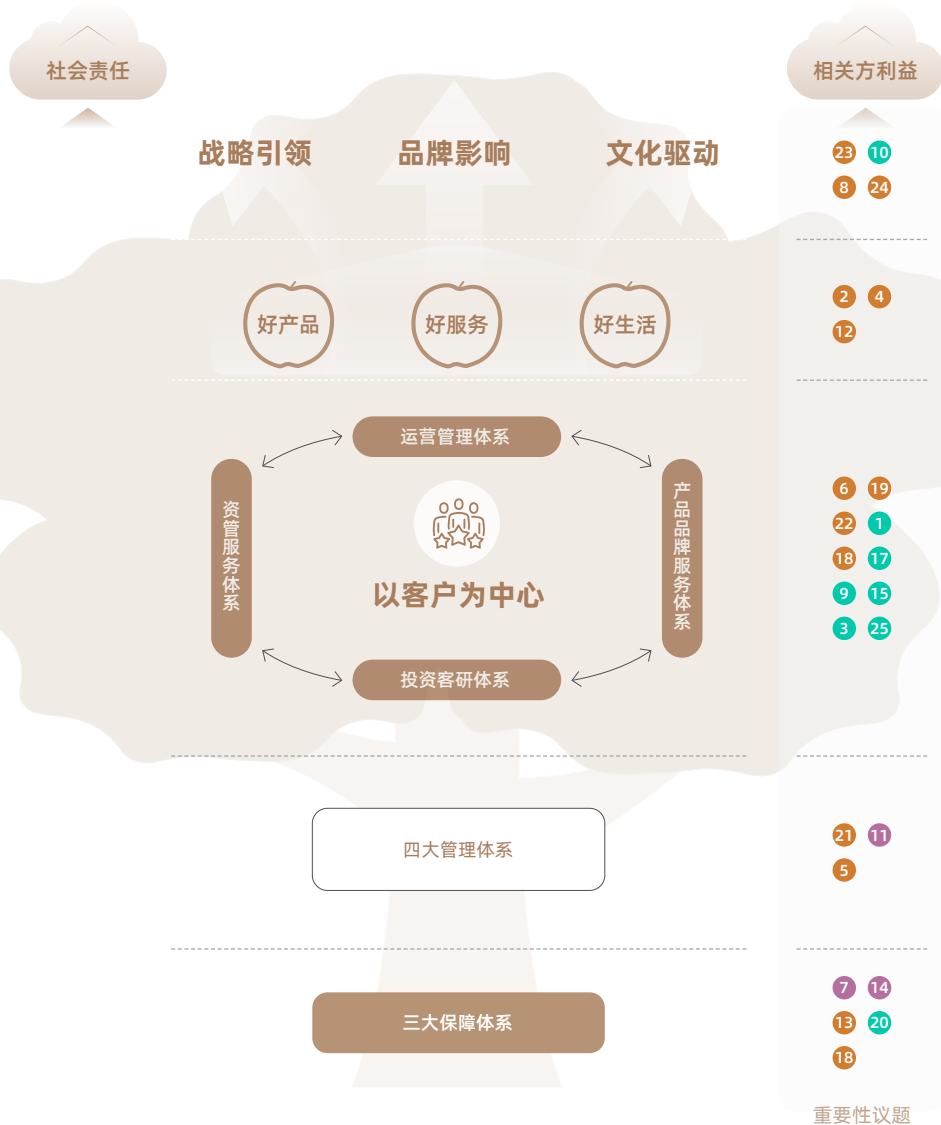 社会责任
相关方利益
战略引领
品牌影响
文化驱动
23 10
8 24
好产品
好服务
好生活
2 4
12
运营管理体系
资管服务体系
产品品牌服务体系
以客户为中心
投资客研体系
6 19
22 1
18 17
9 15
3 25
四大管理体系
21 11
5
三大保障体系
7 14
13 20
18
重要性议题